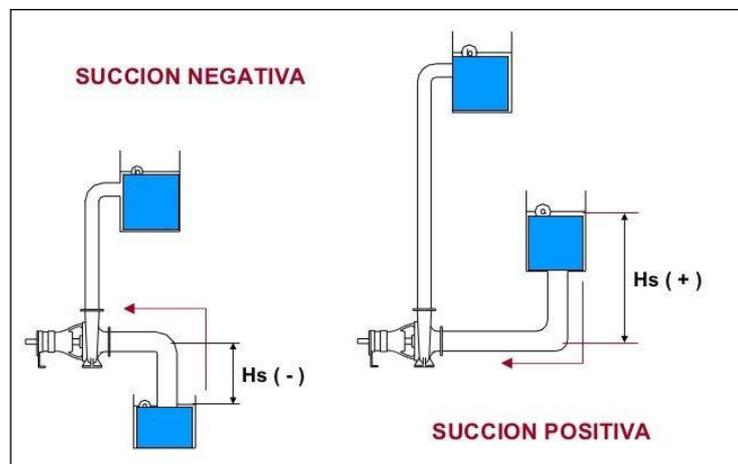 SUCCION NEGATIVA
b
b
a
Hs ( + )
Hs ( - )
SUCCION POSITIVA